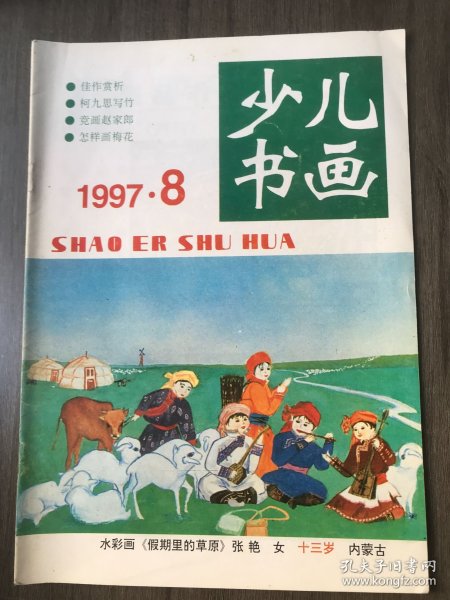 ● 佳作赏析
● 柯九思写竹
● 竞画赵家郎
● 怎样画梅花
少儿
书画
1997·8
SHAO ER SHU HUA
水彩画《假期里的草原》张艳 女 十三岁 内蒙古
孔夫子旧书网
www.kongfz.com